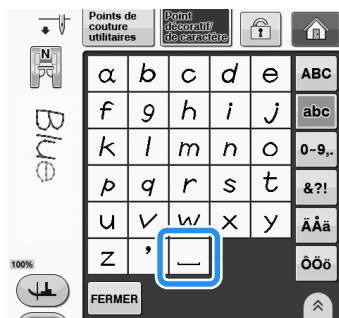 Points de
couture
utilitaires
Point
décoratif/
de caractère
N
Blue
100%
a b c d e
f g h i j
k l m n o
p q r s t
u v w x y
z '
ABC
abc
0~9,.
&?!
ÄÅä
ÔÖö
FERMER